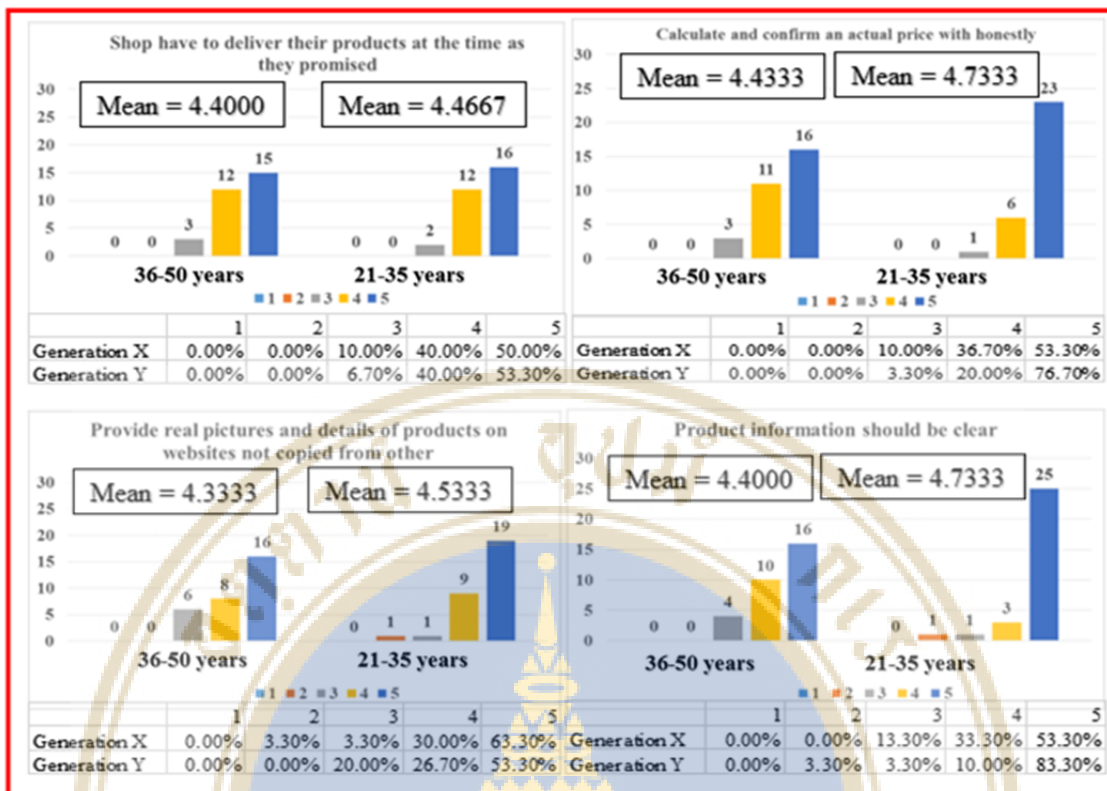 Shop have to deliver their products at the time as
they promised
Mean = 4.4000 Mean = 4.4667
30
25
20
15
10
5
0
0 0 3 12 15
0 0 2 12 16
36-50 years 21-35 years
1 2 3 4 5
1 2 3 4 5
Generation X 0.00% 0.00% 10.00% 40.00% 50.00%
Generation Y 0.00% 0.00% 6.70% 40.00% 53.30%
Calculate and confirm an actual price with honestly
Mean = 4.4333 Mean = 4.7333
30
25
20
15
10
5
0
0 0 3 11 16
0 0 1 6 23
36-50 years 21-35 years
1 2 3 4 5
1 2 3 4 5
Generation X 0.00% 0.00% 10.00% 36.70% 53.30%
Generation Y 0.00% 0.00% 3.30% 20.00% 76.70%
Provide real pictures and details of products on
websites not copied from other
Mean = 4.3333 Mean = 4.5333
30
25
20
15
10
5
0
0 0 6 8 16
0 1 1 9 19
36-50 years 21-35 years
1 2 3 4 5
1 2 3 4 5
Generation X 0.00% 3.30% 3.30% 30.00% 63.30%
Generation Y 0.00% 0.00% 20.00% 26.70% 53.30%
Product information should be clear
Mean = 4.4000 Mean = 4.7333
30
25
20
15
10
5
0
0 0 4 10 16
0 1 1 3 25
36-50 years 21-35 years
1 2 3 4 5
1 2 3 4 5
Generation X 0.00% 0.00% 13.30% 33.30% 53.30%
Generation Y 0.00% 3.30% 3.30% 10.00% 83.30%